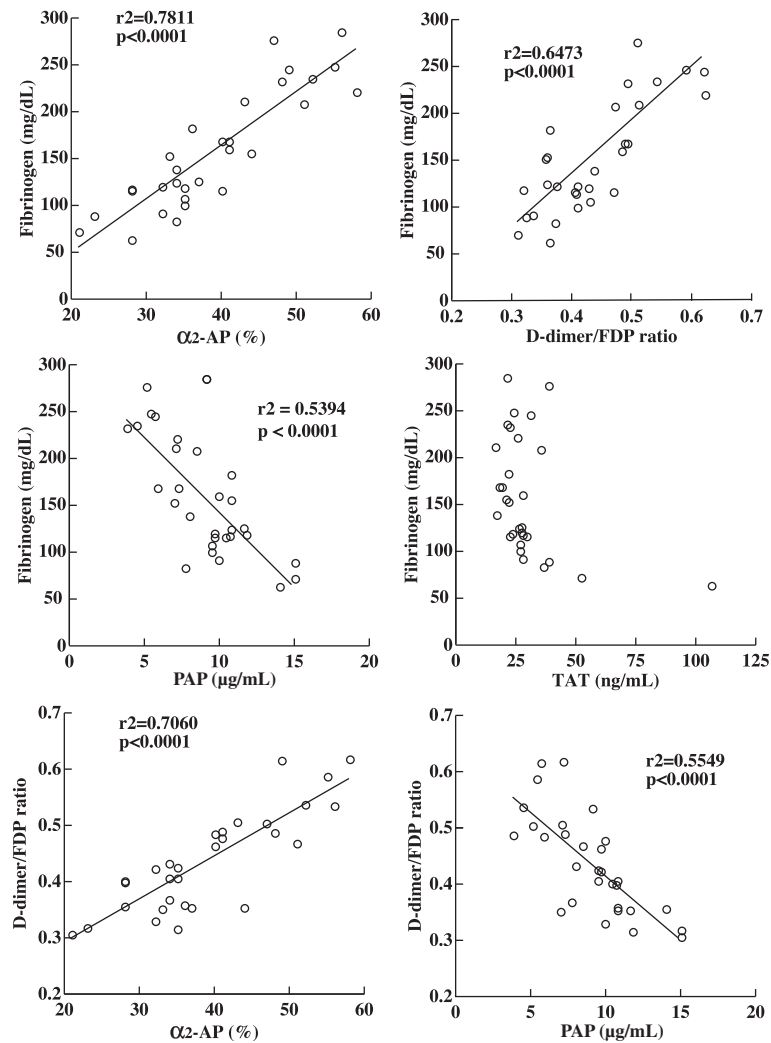 r2=0.7811
p<0.0001
Fibrinogen (mg/dL)
300
250
200
150
100
50
0
20 30 40 50 60
α2-AP (%)
r2=0.6473
p<0.0001
Fibrinogen (mg/dL)
300
250
200
150
100
50
0
0.2 0.3 0.4 0.5 0.6 0.7
D-dimer/FDP ratio
r2 = 0.5394
p < 0.0001
Fibrinogen (mg/dL)
300
250
200
150
100
50
0
0 5 10 15 20
PAP (µg/mL)
Fibrinogen (mg/dL)
300
250
200
150
100
50
0
0 25 50 75 100 125
TAT (ng/mL)
r2=0.7060
p<0.0001
D-dimer/FDP ratio
0.7
0.6
0.5
0.4
0.3
0.2
20 30 40 50 60
α2-AP (%)
r2=0.5549
p<0.0001
D-dimer/FDP ratio
0.7
0.6
0.5
0.4
0.3
0.2
0 5 10 15 20
PAP (µg/mL)